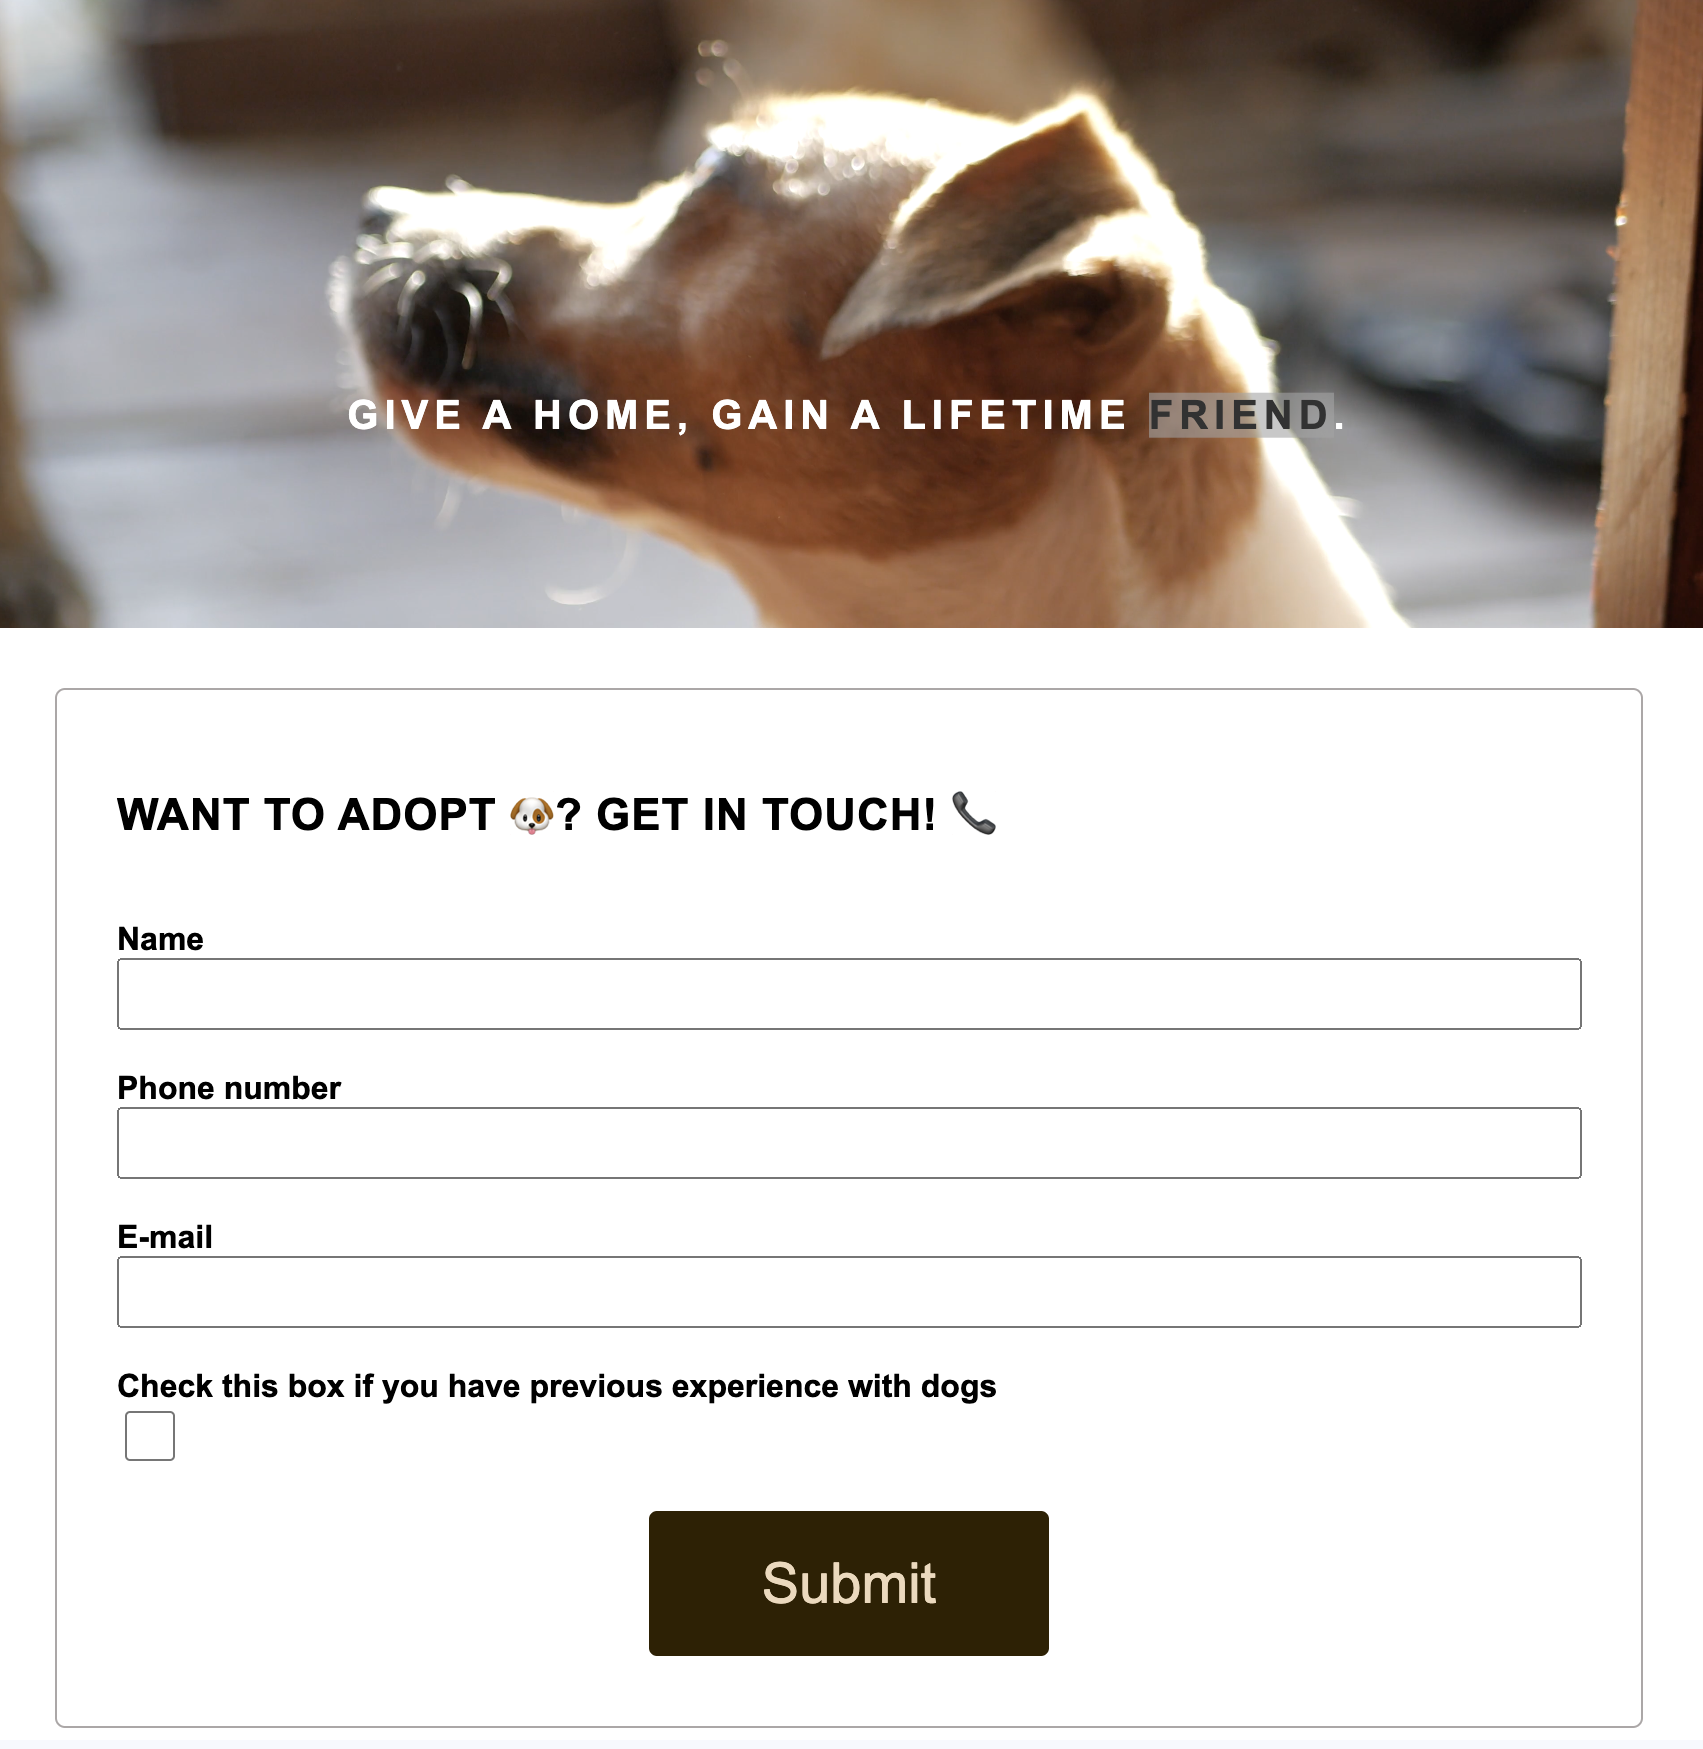 GIVE A HOME, GAIN A LIFETIME FRIEND.
WANT TO ADOPT 🐶? GET IN TOUCH! 📞
Name
Phone number
E-mail
Check this box if you have previous experience with dogs
Submit